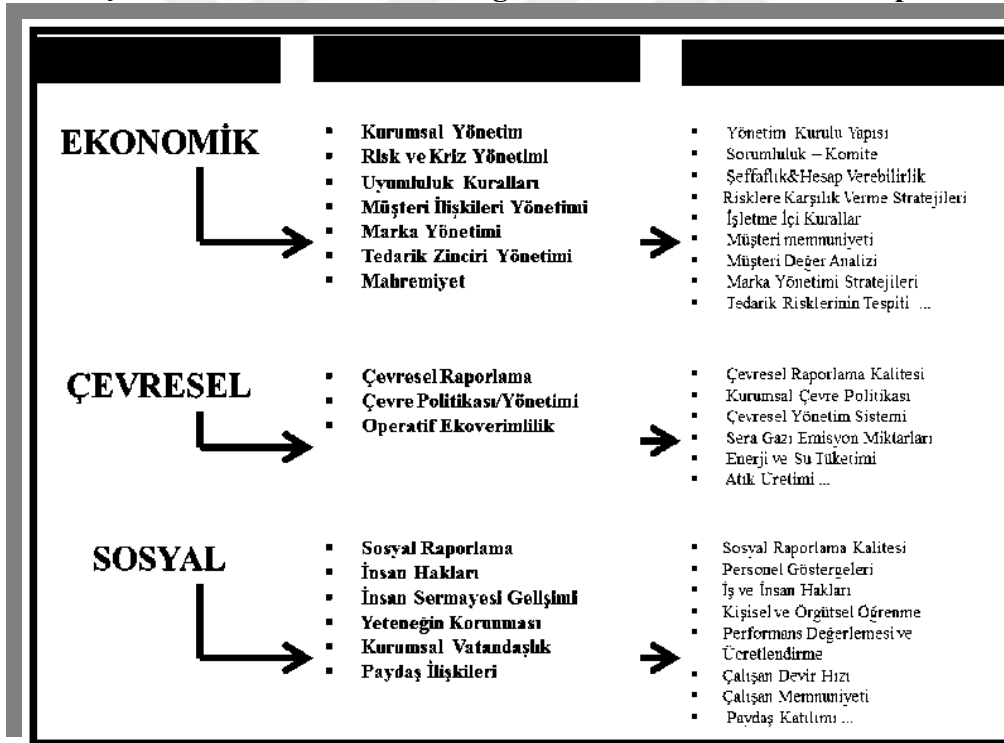 EKONOMİK
Kurumsal Yönetim
Risk ve Kriz Yönetimi
Uyumluluk Kuralları
Müşteri İlişkileri Yönetimi
Marka Yönetimi
Tedarik Zinciri Yönetimi
Mahremiyet
Yönetim Kurulu Yapısı
Sorumluluk – Komite
Şeffaflık&Hesap Verebilirlik
Risklere Karşılık Verme Stratejileri
İşletme İçi Kurallar
Müşteri memnuniyeti
Müşteri Değer Analizi
Marka Yönetimi Stratejileri
Tedarik Risklerinin Tespiti ...
ÇEVRESEL
Çevresel Raporlama
Çevre Politikası/Yönetimi
Operatif Ekoverimlilik
Çevresel Raporlama Kalitesi
Kurumsal Çevre Politikası
Çevresel Yönetim Sistemi
Sera Gazı Emisyon Miktarları
Enerji ve Su Tüketimi
Atık Üretimi ...
SOSYAL
Sosyal Raporlama
İnsan Hakları
İnsan Sermayesi Gelişimi
Yeteneğin Korunması
Kurumsal Vatandaşlık
Paydaş İlişkileri
Sosyal Raporlama Kalitesi
Personel Göstergeleri
İş ve İnsan Hakları
Kişisel ve Örgütsel Öğrenme
Performans Değerlemesi ve
Ücretlendirme
Çalışan Devir Hızı
Çalışan Memnuniyeti
Paydaş Katılımı ...